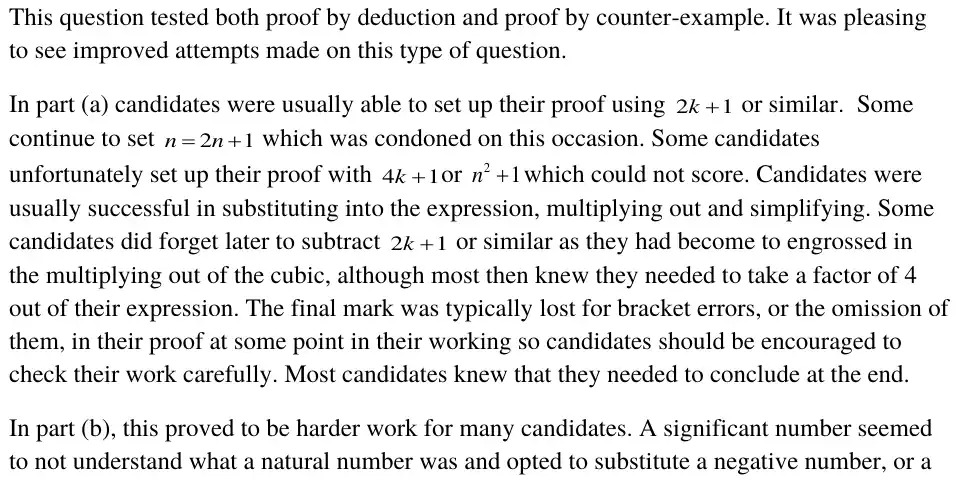 This question tested both proof by deduction and proof by counter-example. It was pleasing
to see improved attempts made on this type of question.
In part (a) candidates were usually able to set up their proof using 2k +1 or similar.  Some
continue to set n = 2n +1 which was condoned on this occasion. Some candidates
unfortunately set up their proof with 4k +1 or n² +1 which could not score. Candidates were
usually successful in substituting into the expression, multiplying out and simplifying. Some
candidates did forget later to subtract 2k +1 or similar as they had become to engrossed in
the multiplying out of the cubic, although most then knew they needed to take a factor of 4
out of their expression. The final mark was typically lost for bracket errors, or the omission of
them, in their proof at some point in their working so candidates should be encouraged to
check their work carefully. Most candidates knew that they needed to conclude at the end.
In part (b), this proved to be harder work for many candidates. A significant number seemed
to not understand what a natural number was and opted to substitute a negative number, or a